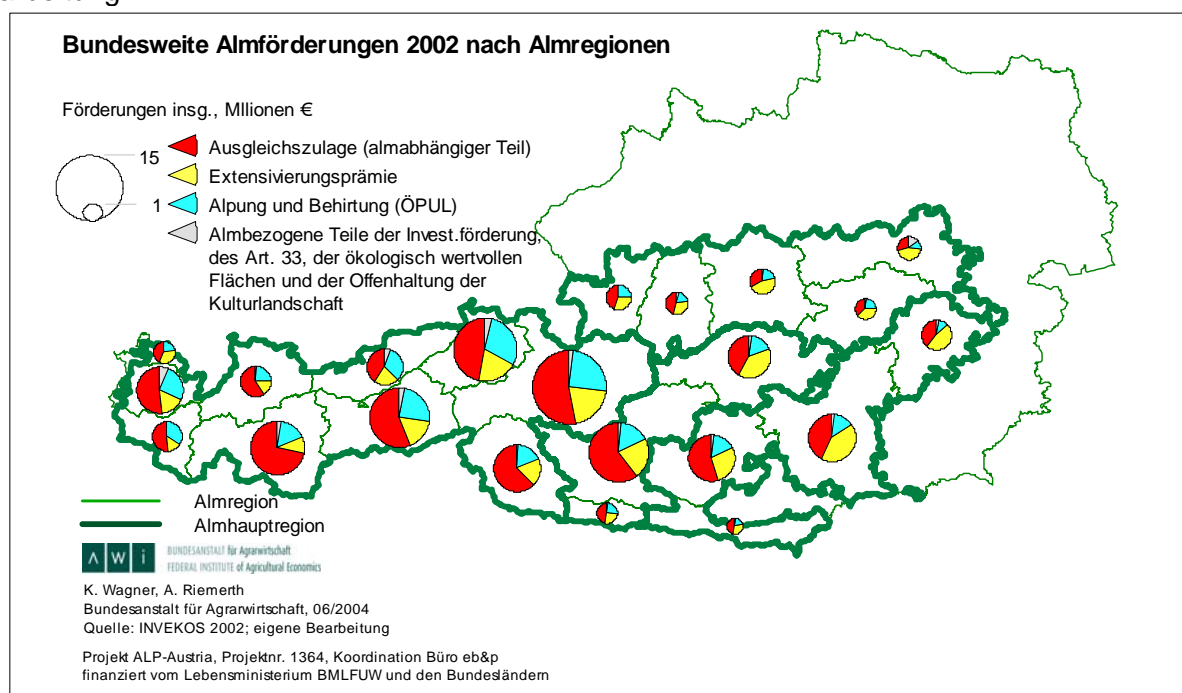 Bundesweite Almförderungen 2002 nach Almregionen
Förderungen insg., MIlionen €
15
1
Ausgleichszulage (almabhängiger Teil)
Extensivierungsprämie
Alpung und Behirtung (ÖPUL)
Almbezogene Teile der Invest.förderung,
des Art. 33, der ökologisch wertvollen
Flächen und der Offenhaltung der
Kulturlandschaft
Almregion
Almhauptregion
AWi
BUNDESANSTALT für Agrarwirtschaft
FEDERAL INSTITUTE of Agricultural Economics
K. Wagner, A. Riemerth
Bundesanstalt für Agrarwirtschaft, 06/2004
Quelle: INVEKOS 2002; eigene Bearbeitung
Projekt ALP-Austria, Projektnr. 1364, Koordination Büro eb&p
finanziert vom Lebensministerium BMLFUW und den Bundesländern